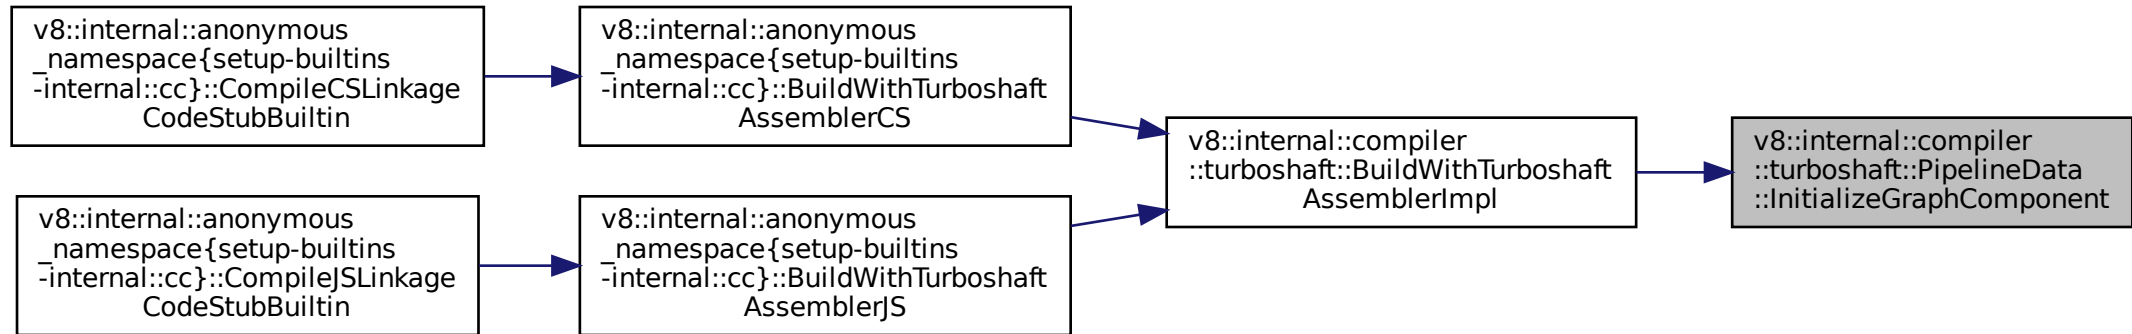 v8::internal::anonymous
_namespace{setup-builtins
-internal::cc}::CompileCSLinkage
CodeStubBuiltin
v8::internal::anonymous
_namespace{setup-builtins
-internal::cc}::BuildWithTurboshaft
AssemblerCS
v8::internal::compiler
::turboshaft::BuildWithTurboshaft
AssemblerImpl
v8::internal::compiler
::turboshaft::PipelineData
::InitializeGraphComponent
v8::internal::anonymous
_namespace{setup-builtins
-internal::cc}::CompileJSLinkage
CodeStubBuiltin
v8::internal::anonymous
_namespace{setup-builtins
-internal::cc}::BuildWithTurboshaft
AssemblerJS